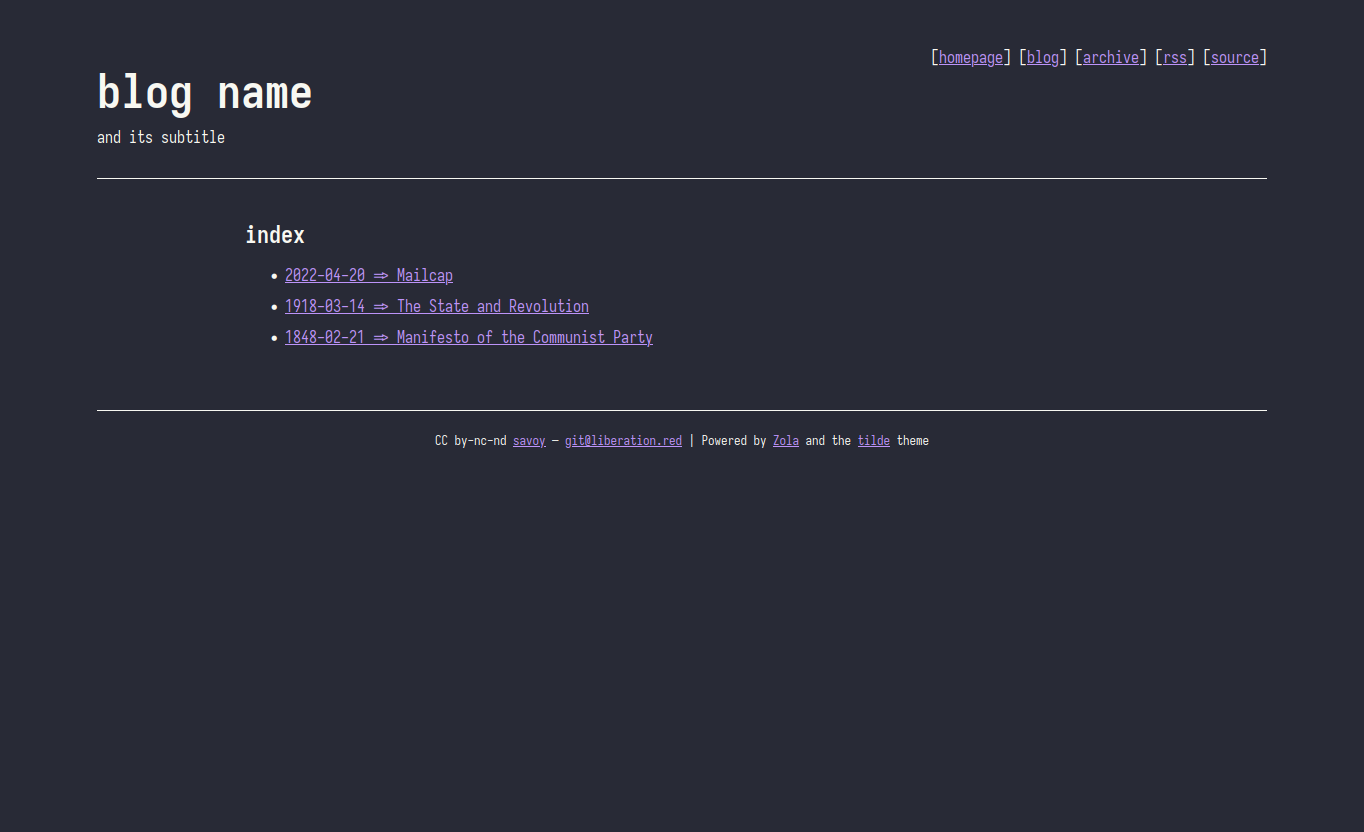 [homepage] [blog] [archive] [rss] [source]
blog name
and its subtitle
index
• 2022-04-20 => Mailcap
• 1918-03-14 => The State and Revolution
• 1848-02-21 => Manifesto of the Communist Party
CC by-nc-nd savoy — git@liberation.red | Powered by Zola and the tilde theme